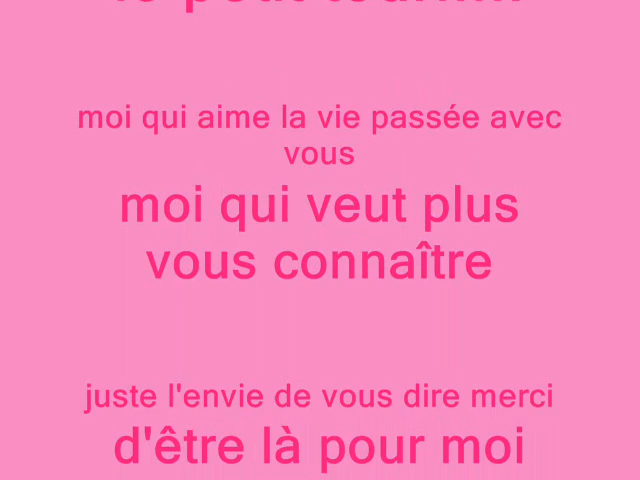 moi qui aime la vie passée avec
vous
moi qui veut plus
vous connaître
juste l'envie de vous dire merci
d'être là pour moi